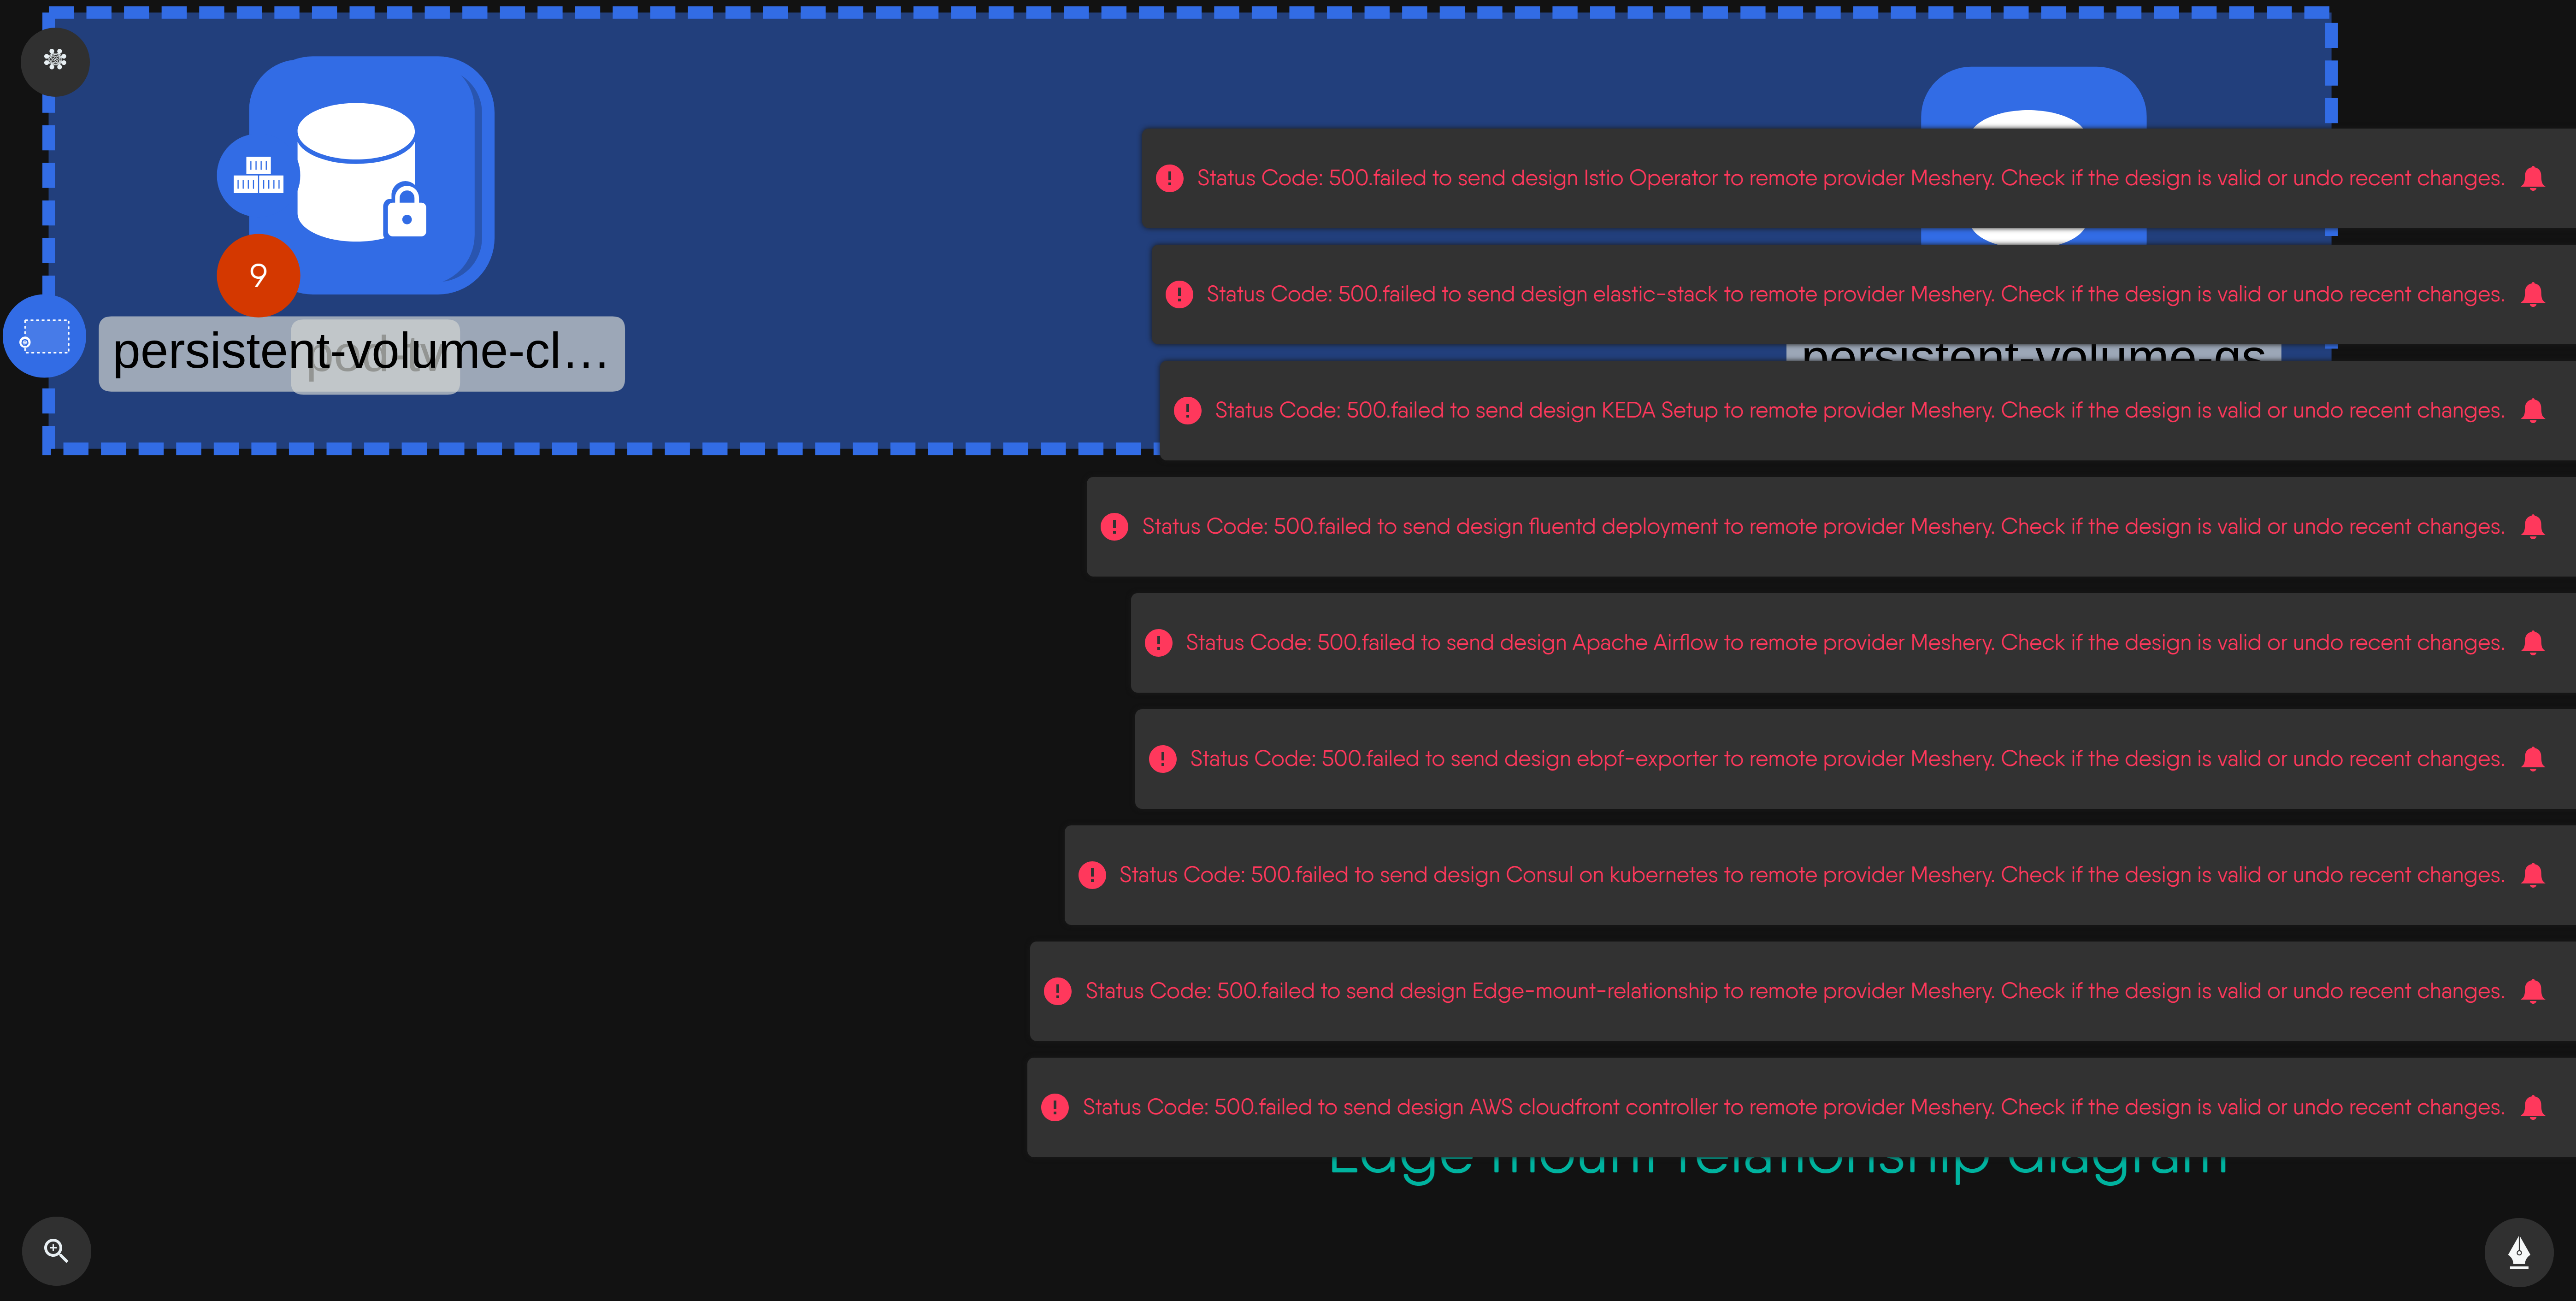 9
persistent-volume-cl…
pod-tv
Status Code: 500.failed to send design Istio Operator to remote provider Meshery. Check if the design is valid or undo recent changes.
Status Code: 500.failed to send design elastic-stack to remote provider Meshery. Check if the design is valid or undo recent changes.
persistent-volume-qs
Status Code: 500.failed to send design KEDA Setup to remote provider Meshery. Check if the design is valid or undo recent changes.
Status Code: 500.failed to send design fluentd deployment to remote provider Meshery. Check if the design is valid or undo recent changes.
Status Code: 500.failed to send design Apache Airflow to remote provider Meshery. Check if the design is valid or undo recent changes.
Status Code: 500.failed to send design ebpf-exporter to remote provider Meshery. Check if the design is valid or undo recent changes.
Status Code: 500.failed to send design Consul on kubernetes to remote provider Meshery. Check if the design is valid or undo recent changes.
Status Code: 500.failed to send design Edge-mount-relationship to remote provider Meshery. Check if the design is valid or undo recent changes.
Status Code: 500.failed to send design AWS cloudfront controller to remote provider Meshery. Check if the design is valid or undo recent changes.
Edge mount relationship diagram